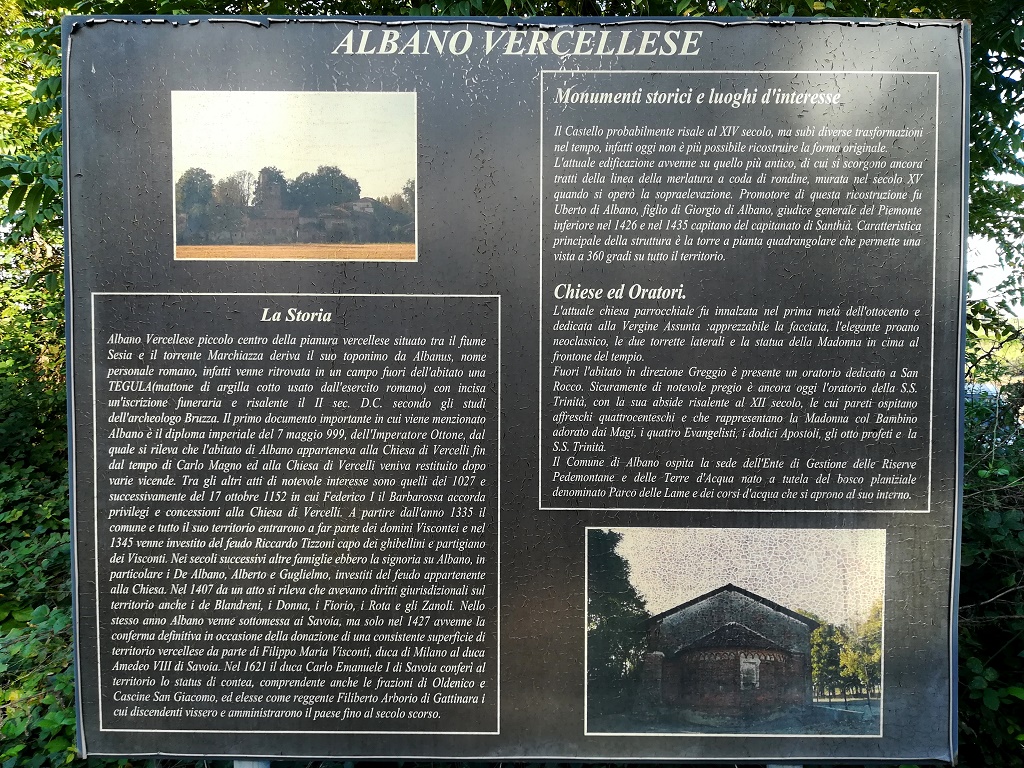 ALBANO VERCELLESE
La Storia
Albano Vercellese piccolo centro della pianura vercellese situato tra il fiume
Sesia e il torrente Marchiazza deriva il suo toponimo da Albanus, nome
personale romano, infatti venne ritrovata in un campo fuori dell'abitato una
TEGULA(mattone di argilla cotto usato dall'esercito romano) con incisa
un'iscrizione funeraria e risalente il II sec. D.C. secondo gli studi
dell'archeologo Bruzza. Il primo documento importante in cui viene menzionato
Albano è il diploma imperiale del 7 maggio 999, dell'Imperatore Ottone, dal
quale si rileva che l'abitato di Albano apparteneva alla Chiesa di Vercelli fin
dal tempo di Carlo Magno ed alla Chiesa di Vercelli veniva restituito dopo
varie vicende. Tra gli altri atti di notevole interesse sono quelli del 1027 e
successivamente del 17 ottobre 1152 in cui Federico I il Barbarossa accorda
privilegi e concessioni alla Chiesa di Vercelli. A partire dall'anno 1335 il
comune e tutto il suo territorio entrarono a far parte dei domini Viscontei e nel
1345 venne investito del feudo Riccardo Tizzoni capo dei ghibellini e partigiano
dei Visconti. Nei secoli successivi altre famiglie ebbero la signoria su Albano, in
particolare i De Albano, Alberto e Guglielmo, investiti del feudo appartenente
alla Chiesa. Nel 1407 da un atto si rileva che avevano diritti giurisdizionali sul
territorio anche i de Blandreni, i Donna, i Fiorio, i Rota e gli Zanoli. Nello
stesso anno Albano venne sottomessa ai Savoia, ma solo nel 1427 avvenne la
conferma definitiva in occasione della donazione di una consistente superficie di
territorio vercellese da parte di Filippo Maria Visconti, duca di Milano al duca
Amedeo VIII di Savoia. Nel 1621 il duca Carlo Emanuele I di Savoia conferì al
territorio lo status di contea, comprendente anche le frazioni di Oldenico e
Cascine San Giacomo, ed elesse come reggente Filiberto Arborio di Gattinara i
cui discendenti vissero e amministrarono il paese fino al secolo scorso.
Monumenti storici e luoghi d'interesse
Il Castello probabilmente risale al XIV secolo, ma subì diverse trasformazioni
nel tempo, infatti oggi non è più possibile ricostruire la forma originale.
L'attuale edificazione avvenne su quello più antico, di cui si scorgono ancora
tratti della linea della merlatura a coda di rondine, murata nel secolo XV
quando si operò la sopraelevazione. Promotore di questa ricostruzione fu
Uberto di Albano, figlio di Giorgio di Albano, giudice generale del Piemonte
inferiore nel 1426 e nel 1435 capitano del capitanato di Santhià. Caratteristica
principale della struttura è la torre a pianta quadrangolare che permette una
vista a 360 gradi su tutto il territorio.
Chiese ed Oratori.
L'attuale chiesa parrocchiale fu innalzata nel prima metà dell'ottocento e
dedicata alla Vergine Assunta :apprezzabile la facciata, l'elegante proano
neoclassico, le due torrette laterali e la statua della Madonna in cima al
frontone del tempio.
Fuori l'abitato in direzione Greggio è presente un oratorio dedicato a San
Rocco. Sicuramente di notevole pregio è ancora oggi l'oratorio della S.S.
Trinità, con la sua abside risalente al XII secolo, le cui pareti ospitano
affreschi quattrocenteschi e che rappresentano la Madonna col Bambino
adorato dai Magi, i quattro Evangelisti, i dodici Apostoli, gli otto profeti e la
S.S. Trinità.
Il Comune di Albano ospita la sede dell'Ente di Gestione delle Riserve
Pedemontane e delle Terre d'Acqua nato a tutela del bosco planiziale
denominato Parco delle Lame e dei corsi d'acqua che si aprono al suo interno.